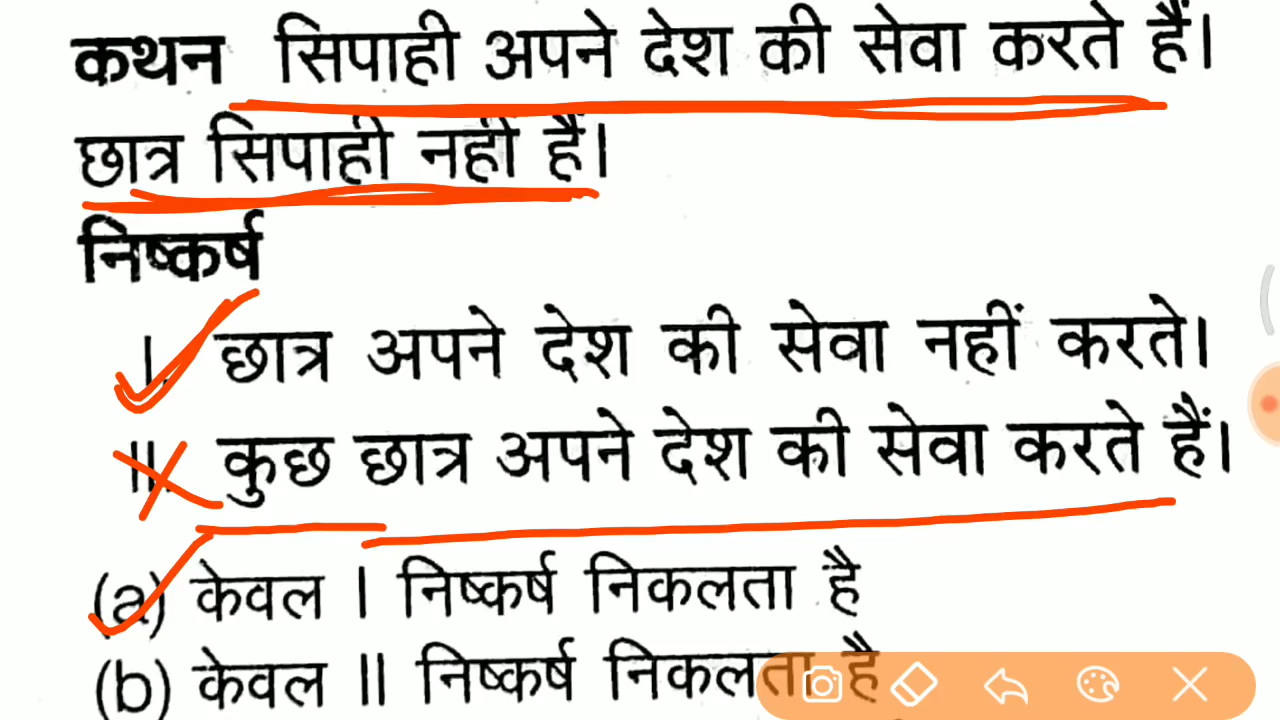 कथन सिपाही अपने देश की सेवा करते हैं।
छात्र सिपाही नहीं हैं।
निष्कर्ष
I. छात्र अपने देश की सेवा नहीं करते।
II. कुछ छात्र अपने देश की सेवा करते हैं।
(a) केवल I निष्कर्ष निकलता है
(b) केवल II निष्कर्ष निकलता है